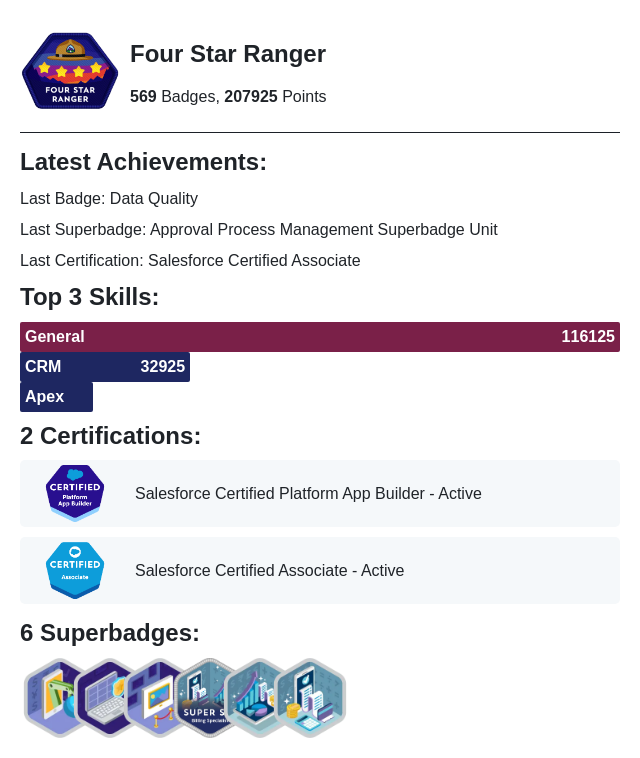 FOUR STAR
RANGER
Four Star Ranger
569 Badges, 207925 Points
Latest Achievements:
Last Badge: Data Quality
Last Superbadge: Approval Process Management Superbadge Unit
Last Certification: Salesforce Certified Associate
Top 3 Skills:
General 116125
CRM 32925
Apex
2 Certifications:
CERTIFIED
Platform
App Builder
Salesforce Certified Platform App Builder - Active
CERTIFIED
Associate
Salesforce Certified Associate - Active
6 Superbadges:
SUPER